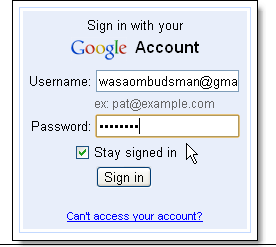 Sign in with your
Google Account
Username: wasaombudsman@gma
ex: pat@example.com
Password: ••••••••
Stay signed in
Sign in
Can't access your account?